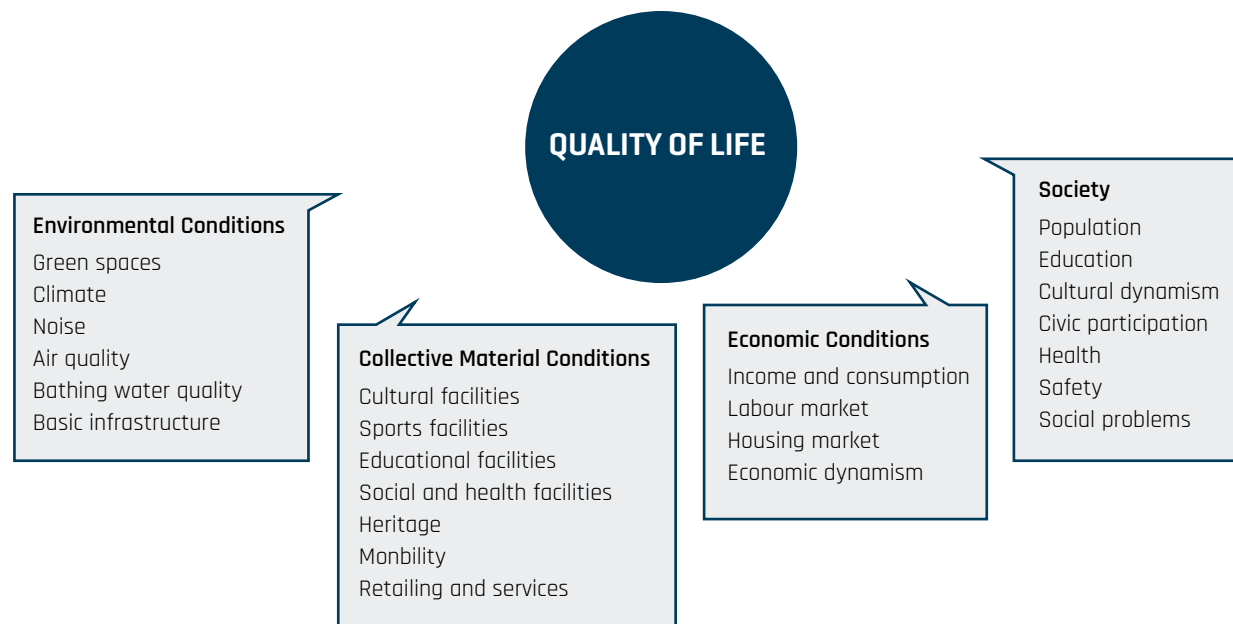 QUALITY OF LIFE
Environmental Conditions
Green spaces
Climate
Noise
Air quality
Bathing water quality
Basic infrastructure
Collective Material Conditions
Cultural facilities
Sports facilities
Educational facilities
Social and health facilities
Heritage
Monbility
Retailing and services
Economic Conditions
Income and consumption
Labour market
Housing market
Economic dynamism
Society
Population
Education
Cultural dynamism
Civic participation
Health
Safety
Social problems